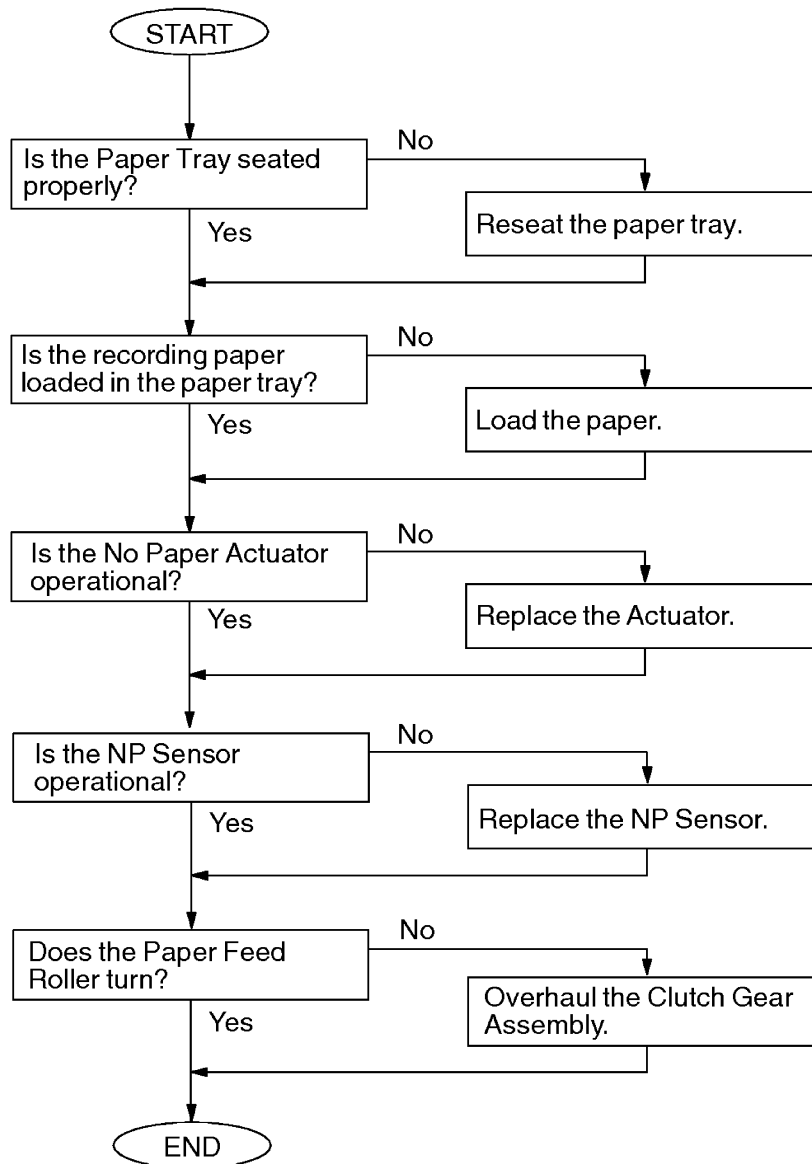 START
Is the Paper Tray seated
properly?
No
Reseat the paper tray.
Yes
Is the recording paper
loaded in the paper tray?
No
Load the paper.
Yes
Is the No Paper Actuator
operational?
No
Replace the Actuator.
Yes
Is the NP Sensor
operational?
No
Replace the NP Sensor.
Yes
Does the Paper Feed
Roller turn?
No
Overhaul the Clutch Gear
Assembly.
Yes
END